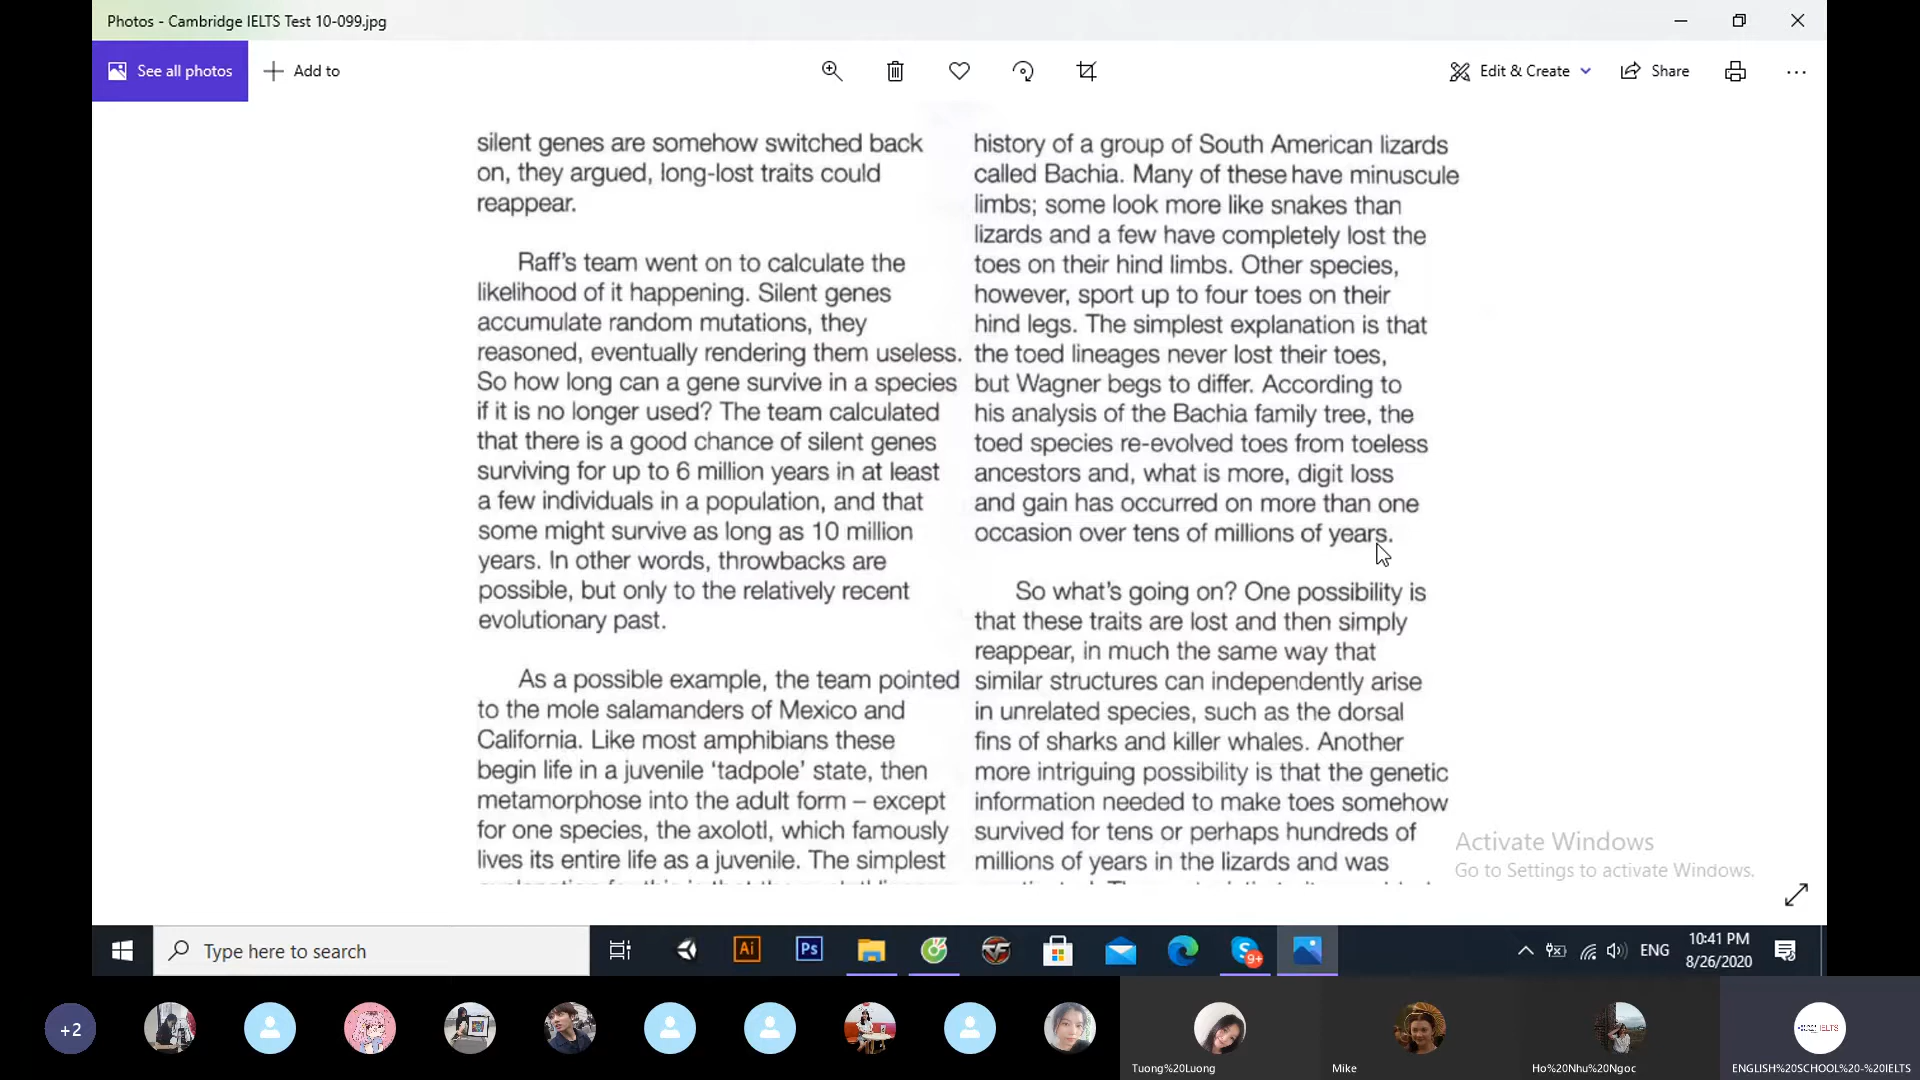 Photos - Cambridge IELTS Test 10-099.jpg
See all photos
Add to
Edit & Create
Share
silent genes are somehow switched back
on, they argued, long-lost traits could
reappear.
Raff's team went on to calculate the
likelihood of it happening. Silent genes
accumulate random mutations, they
reasoned, eventually rendering them useless.
So how long can a gene survive in a species
if it is no longer used? The team calculated
that there is a good chance of silent genes
surviving for up to 6 million years in at least
a few individuals in a population, and that
some might survive as long as 10 million
years. In other words, throwbacks are
possible, but only to the relatively recent
evolutionary past.
As a possible example, the team pointed
to the mole salamanders of Mexico and
California. Like most amphibians these
begin life in a juvenile 'tadpole' state, then
metamorphose into the adult form – except
for one species, the axolotl, which famously
lives its entire life as a juvenile. The simplest
history of a group of South American lizards
called Bachia. Many of these have minuscule
limbs; some look more like snakes than
lizards and a few have completely lost the
toes on their hind limbs. Other species,
however, sport up to four toes on their
hind legs. The simplest explanation is that
the toed lineages never lost their toes,
but Wagner begs to differ. According to
his analysis of the Bachia family tree, the
toed species re-evolved toes from toeless
ancestors and, what is more, digit loss
and gain has occurred on more than one
occasion over tens of millions of years.
So what's going on? One possibility is
that these traits are lost and then simply
reappear, in much the same way that
similar structures can independently arise
in unrelated species, such as the dorsal
fins of sharks and killer whales. Another
more intriguing possibility is that the genetic
information needed to make toes somehow
survived for tens or perhaps hundreds of
millions of years in the lizards and was
Activate Windows
Go to Settings to activate Windows.
Type here to search
Ai
Ps
S
9+
ENG
10:41 PM
8/26/2020
+2
Tuong%20Luong
Mike
Ho%20Nhu%20Ngoc
IELTS
ENGLISH%20SCHOOL%20-%20IELTS